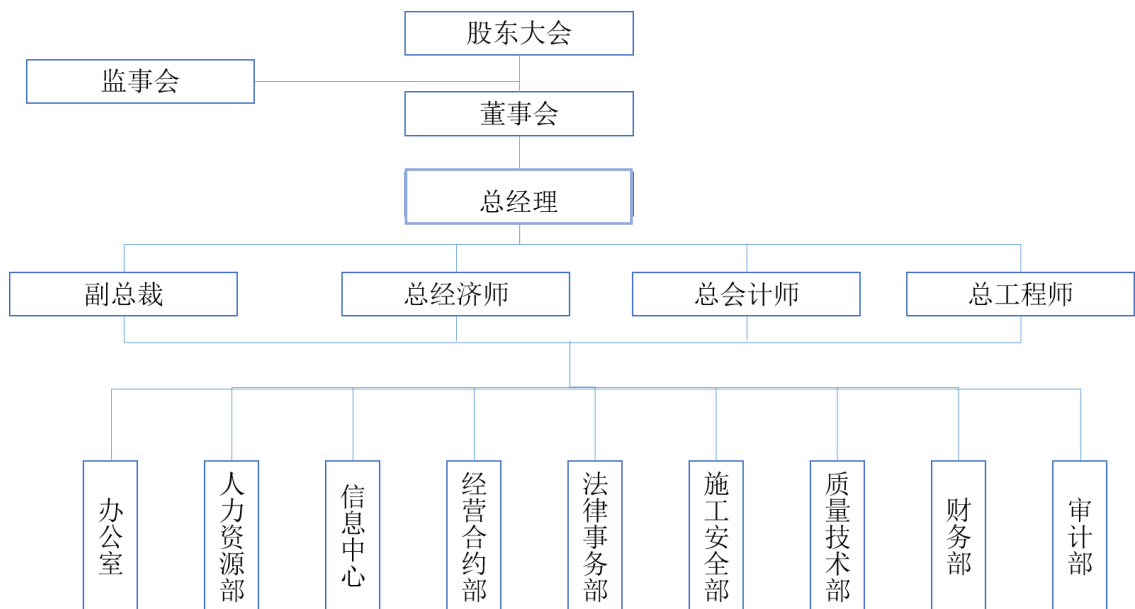 股东大会
监事会
董事会
总经理
副总裁
总经济师
总会计师
总工程师
办公室
人力资源部
信息中心
经营合约部
法律事务部
施工安全部
质量技术部
财务部
审计部